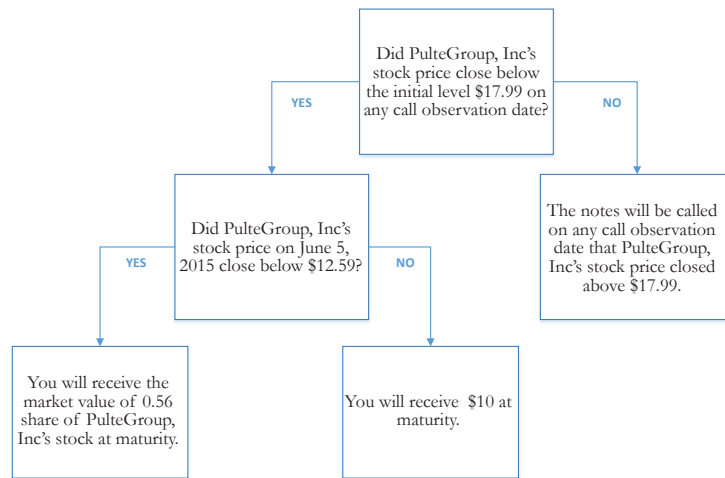 Did PulteGroup, Inc's
stock price close below
the initial level $17.99 on
any call observation date?
YES
NO
Did PulteGroup, Inc's
stock price on June 5,
2015 close below $12.59?
The notes will be called
on any call observation
date that PulteGroup,
Inc's stock price closed
above $17.99.
YES
NO
You will receive the
market value of 0.56
share of PulteGroup,
Inc's stock at maturity.
You will receive  $10 at
maturity.